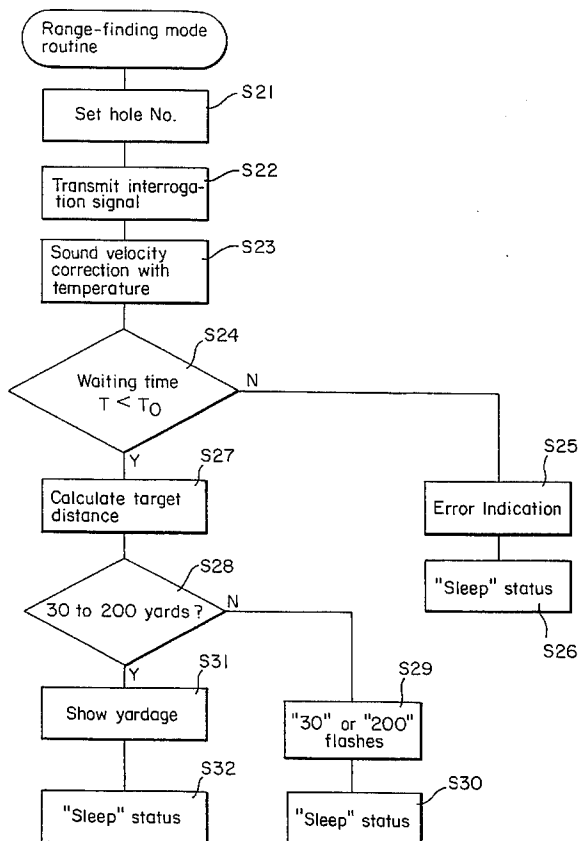 Range-finding mode
routine
S21
Set hole No.
S22
Transmit interroga-
tion signal
S23
Sound velocity
correction with
temperature
S24
Waiting time
T < T0
N
Y
S27
Calculate target
distance
S25
Error Indication
"Sleep" status
S26
S28
30 to 200 yards ?
N
Y
S31
Show yardage
S29
"30" or "200"
flashes
S32
"Sleep" status
S30
"Sleep" status